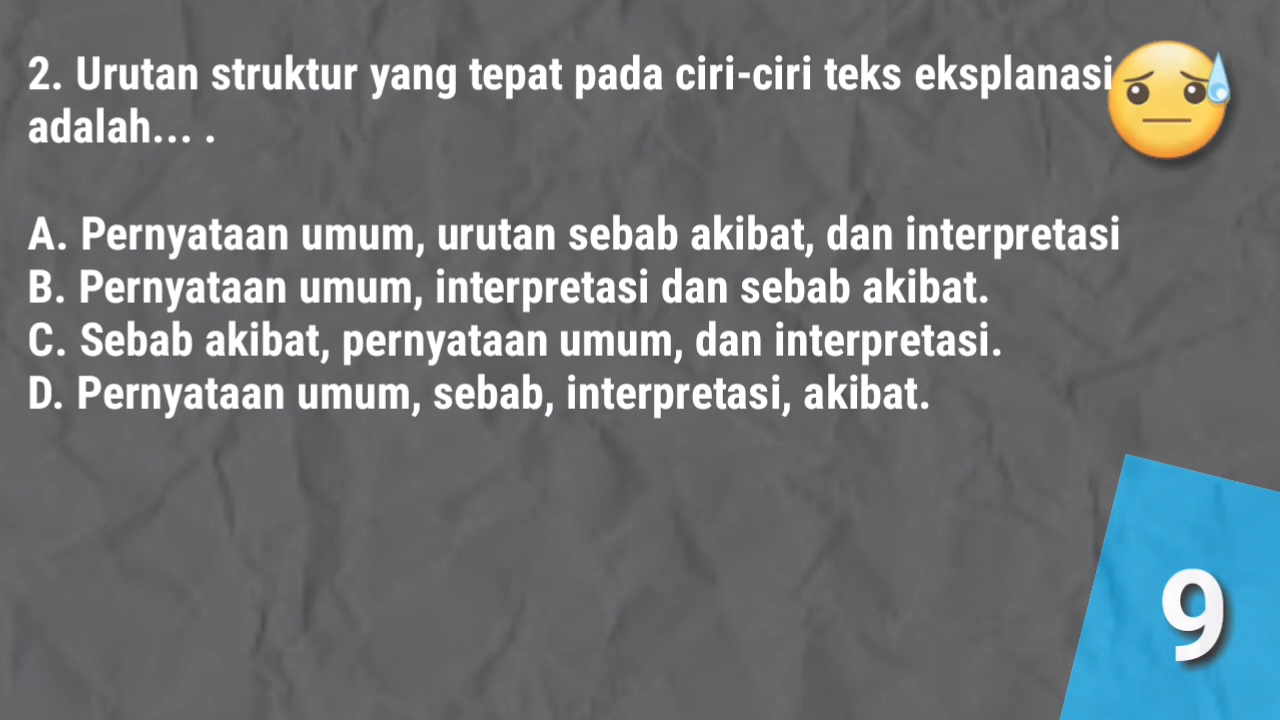 2. Urutan struktur yang tepat pada ciri-ciri teks eksplanasi
adalah... .
A. Pernyataan umum, urutan sebab akibat, dan interpretasi
B. Pernyataan umum, interpretasi dan sebab akibat.
C. Sebab akibat, pernyataan umum, dan interpretasi.
D. Pernyataan umum, sebab, interpretasi, akibat.
9